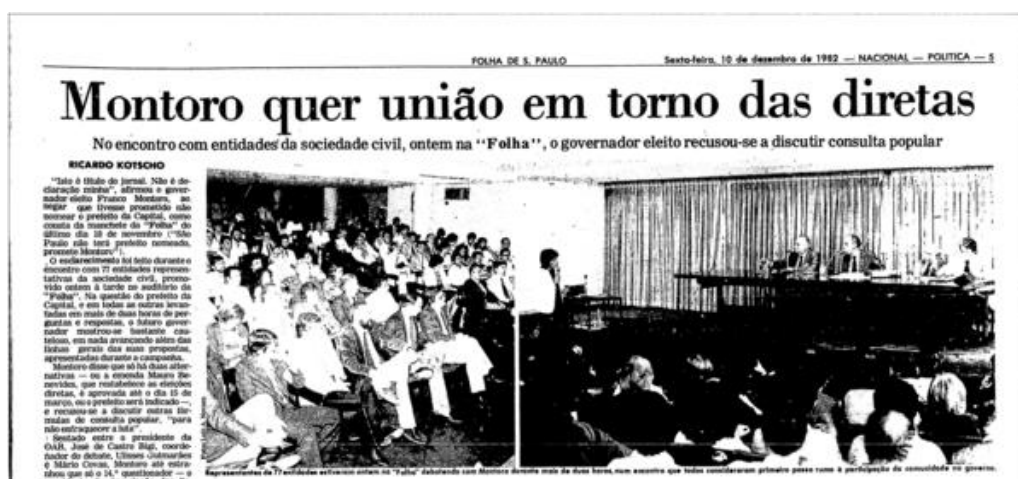 FOLHA DE S. PAULO
Sexta-feira, 10 de dezembro de 1982 — NACIONAL — POLITICA — 5
Montoro quer união em torno das diretas
No encontro com entidades da sociedade civil, ontem na "Folha", o governador eleito recusou-se a discutir consulta popular
RICARDO KOTSCHO
"Isto é título do jornal. Não é de-
claração minha", afirmou o gover-
nador eleito Franco Montoro, ao
negar que tivesse prometido não
nomear o prefeito da Capital, como
consta da manchete da "Folha" do
último dia 18 de novembro ("São
Paulo não terá prefeito nomeado,
promete Montoro").
O esclarecimento foi feito durante o
encontro com 77 entidades represen-
tativas da sociedade civil, promo-
vido ontem à tarde no auditório da
"Folha". Na questão do prefeito da
Capital, e em todas as outras levan-
tadas em mais de duas horas de per-
guntas e respostas, o futuro gover-
nador mostrou-se bastante cau-
teloso, em nada avançando além das
linhas gerais das suas propostas,
apresentadas durante a campanha.
Montoro disse que só há duas alter-
nativas — ou a emenda Mauro Be-
nevides, que restabelece as eleições
diretas, é aprovada até o dia 15 de
março, ou o prefeito será indicado —,
e recusou-se a discutir outras fór-
mulas de consulta popular, "para
não enfraquecer a luta".
Sentado entre o presidente da
OAB, José de Castro Bigi, coorde-
nador do debate, Ulisses Guimarães
e Mário Covas, Montoro até estra-
nhou que só o 14.º questionador — o
Representantes de 77 entidades estiveram ontem na "Folha" debatendo com Montoro durante mais de duas horas, num encontro que todos consideraram primeiro passo rumo à participação da comunidade no governo.